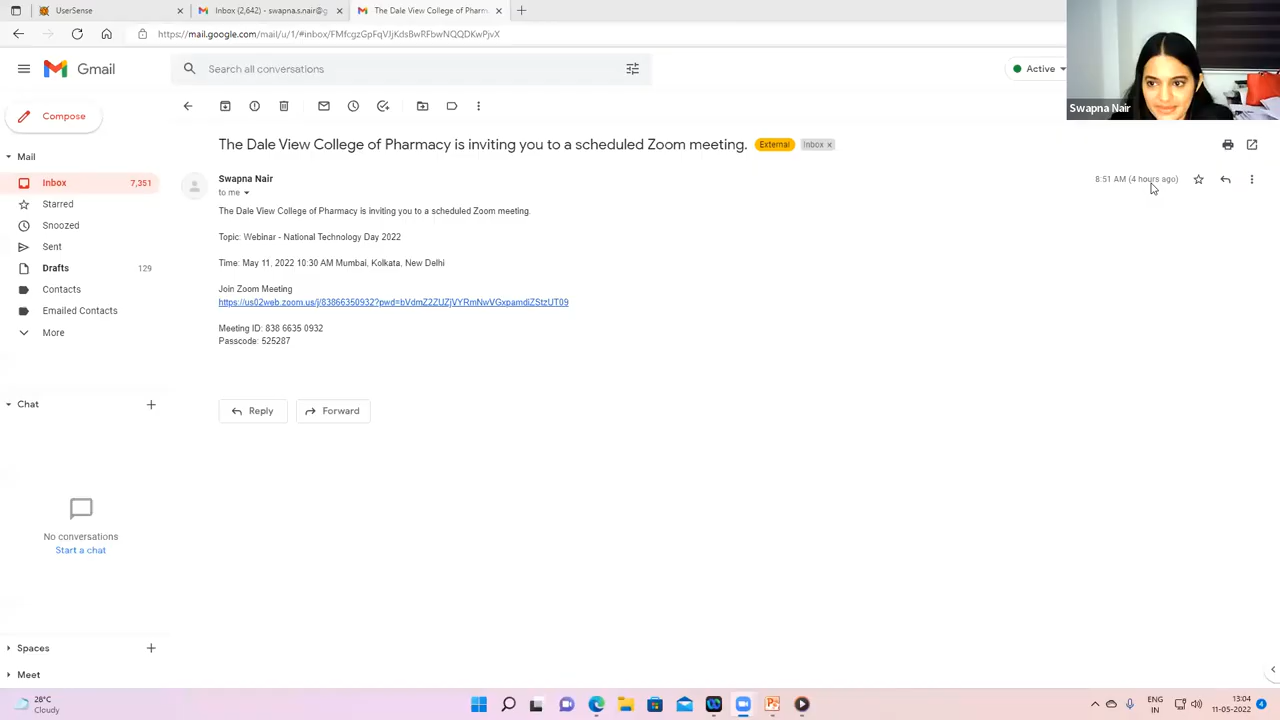 UserSense
Inbox (2,642) - swapna.s.nair@g
The Dale View College of Pharm
https://mail.google.com/mail/u/1/#inbox/FMfcgzGpFqVJjKdsBwRFbwNQQDKwPjvX
Gmail
Search all conversations
Active
Swapna Nair
Compose
The Dale View College of Pharmacy is inviting you to a scheduled Zoom meeting. External Inbox x
Mail
Inbox 7,351
Starred
Snoozed
Sent
Drafts 129
Contacts
Emailed Contacts
More
Swapna Nair
8:51 AM (4 hours ago)
to me
The Dale View College of Pharmacy is inviting you to a scheduled Zoom meeting.
Topic: Webinar - National Technology Day 2022
Time: May 11, 2022 10:30 AM Mumbai, Kolkata, New Delhi
Join Zoom Meeting
https://us02web.zoom.us/j/83866350932?pwd=bVdmZ2ZUZjVYRmNwVGxpamdiZStzUT09
Meeting ID: 838 6635 0932
Passcode: 525287
Reply
Forward
Chat
No conversations
Start a chat
Spaces
Meet
28°C
Cloudy
ENG
IN
13:04
11-05-2022
4